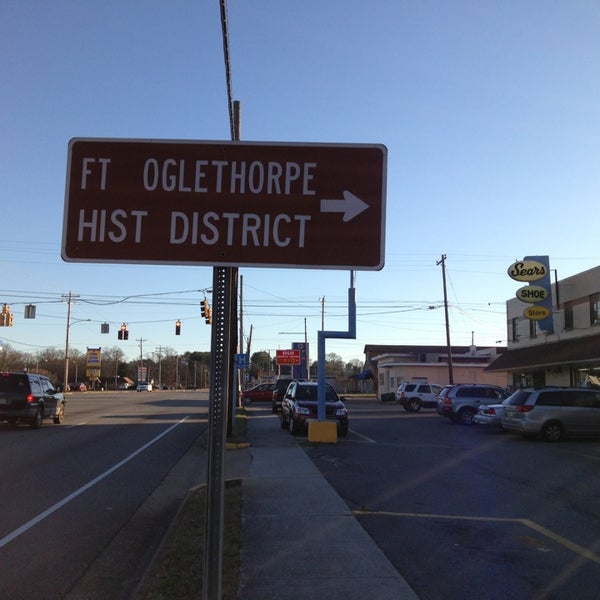 FT OGLETHORPE
HIST DISTRICT
Sears
SHOE
Store